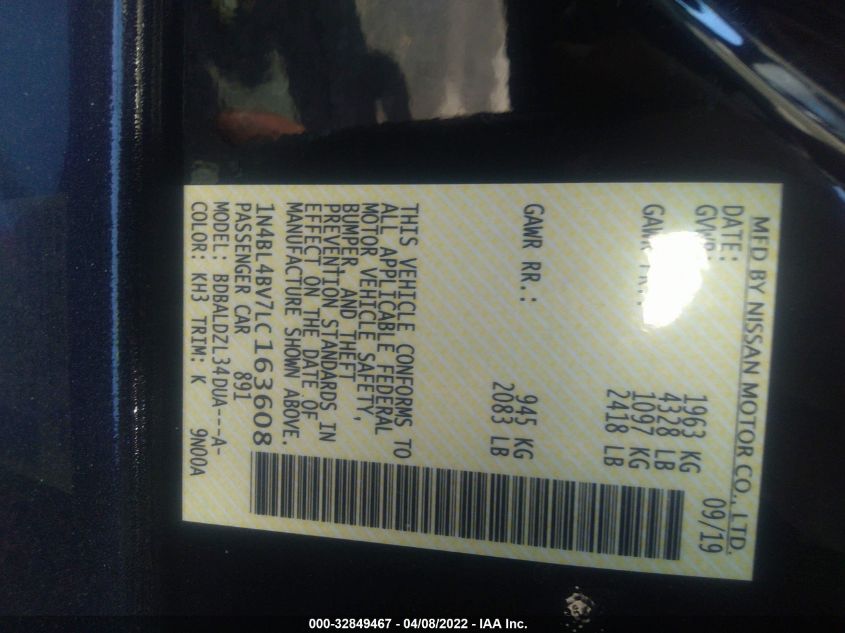 MFD BY NISSAN MOTOR CO., LTD.
DATE: 09/19
GVWR 1963 KG
4328 LB
GAWR 1097 KG
2418 LB
GAWR RR.: 945 KG
2083 LB
THIS VEHICLE CONFORMS TO
ALL APPLICABLE FEDERAL
MOTOR VEHICLE SAFETY,
BUMPER, AND THEFT
PREVENTION STANDARDS IN
EFFECT ON THE DATE OF
MANUFACTURE SHOWN ABOVE.
1N4BL4BV7LC163608
PASSENGER CAR 891
MODEL: BDBALDZL34DUA---A-
COLOR: KH3 TRIM: K 9N00A
000-32849467 - 04/08/2022 - IAA Inc.